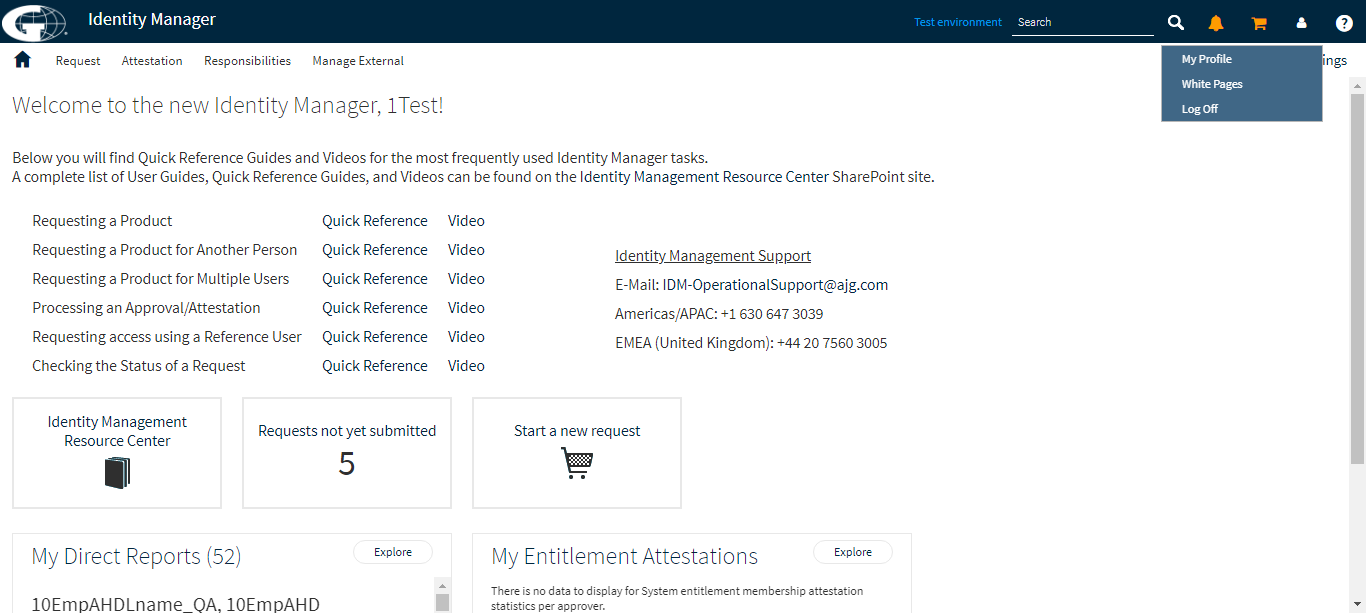 Identity Manager
Test environment
Search
?
Request Attestation Responsibilities Manage External
ings
My Profile
White Pages
Log Off
Welcome to the new Identity Manager, 1Test!
Below you will find Quick Reference Guides and Videos for the most frequently used Identity Manager tasks.
A complete list of User Guides, Quick Reference Guides, and Videos can be found on the Identity Management Resource Center SharePoint site.
Requesting a Product Quick Reference Video
Requesting a Product for Another Person Quick Reference Video
Requesting a Product for Multiple Users Quick Reference Video
Processing an Approval/Attestation Quick Reference Video
Requesting access using a Reference User Quick Reference Video
Checking the Status of a Request Quick Reference Video
Identity Management Support
E-Mail: IDM-OperationalSupport@ajg.com
Americas/APAC: +1 630 647 3039
EMEA (United Kingdom): +44 20 7560 3005
Identity Management
Resource Center
Requests not yet submitted
5
Start a new request
My Direct Reports (52)
Explore
10EmpAHDLname_QA, 10EmpAHD
My Entitlement Attestations
Explore
There is no data to display for System entitlement membership attestation
statistics per approver.